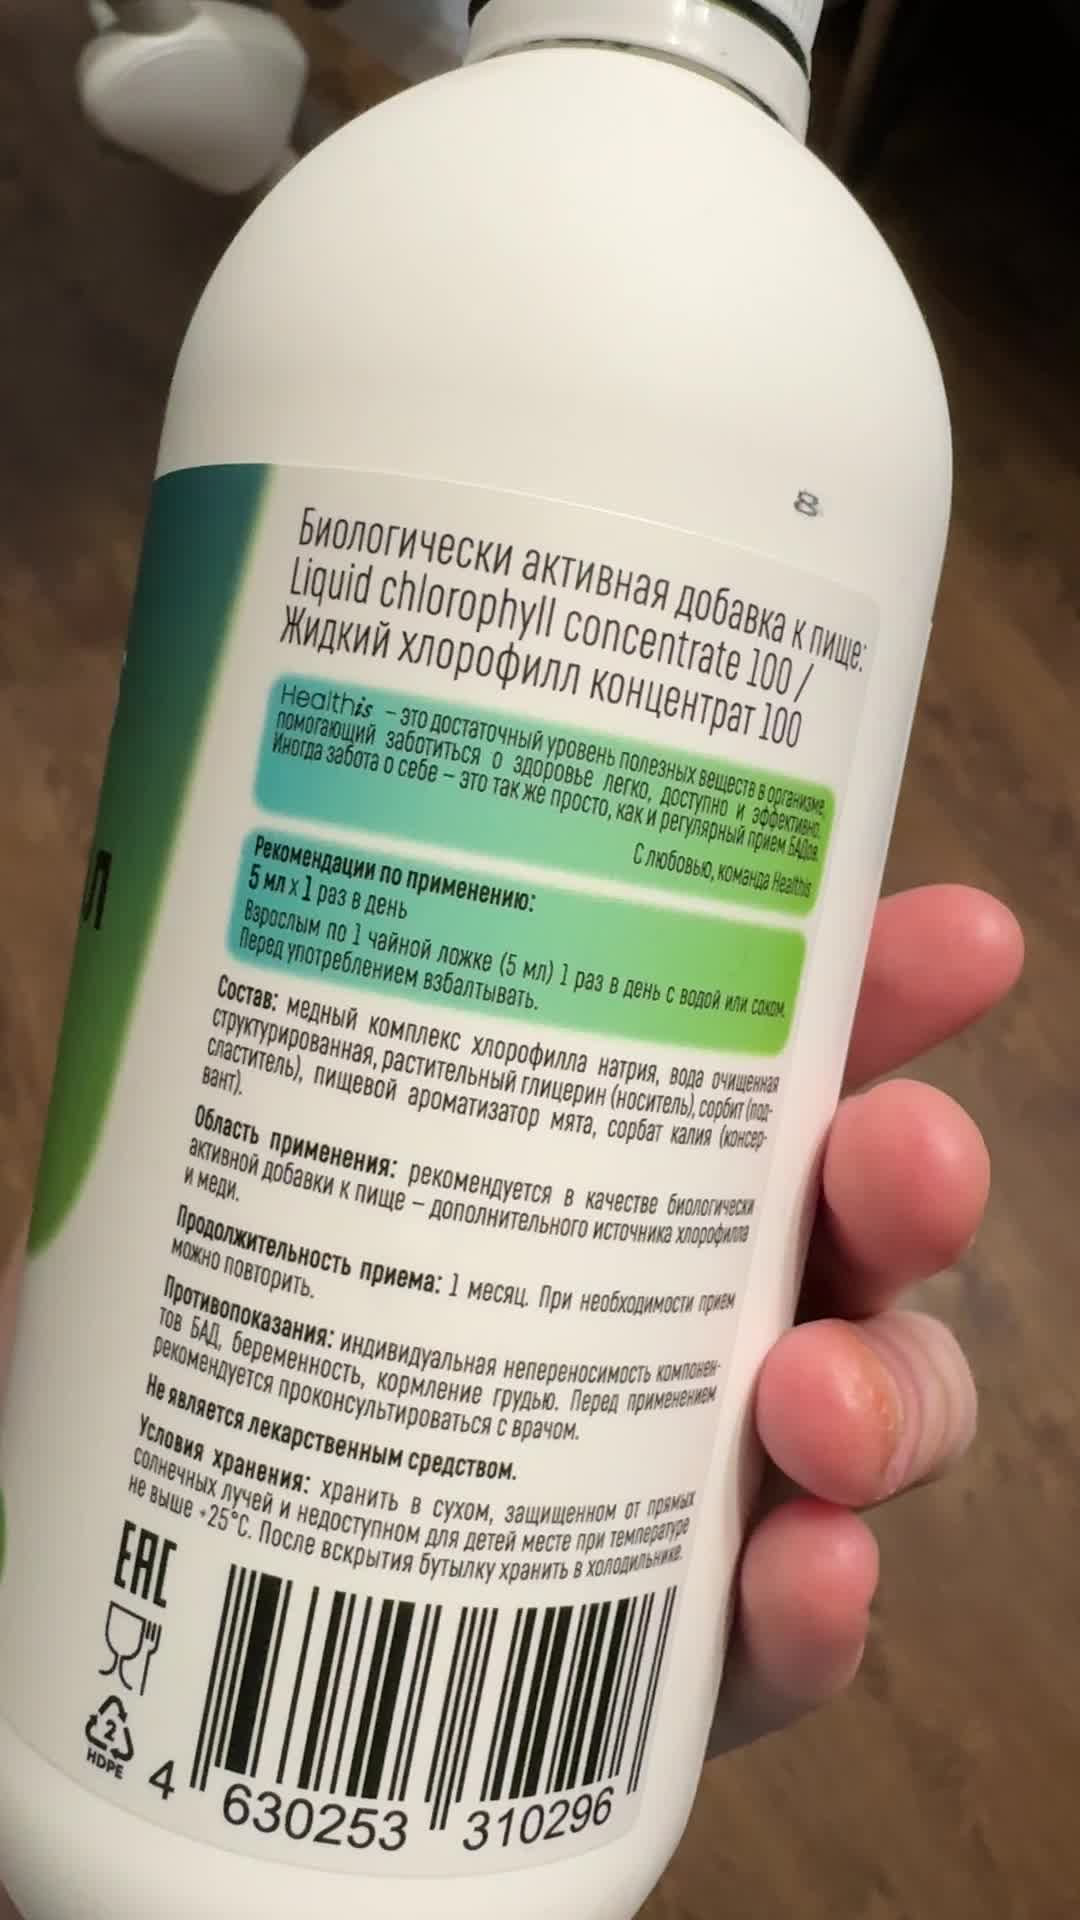 8
Биологически активная добавка к пище:
Liquid chlorophyll concentrate 100 /
Жидкий хлорофилл концентрат 100
Healthis – это достаточный уровень полезных веществ в организме,
помогающий заботиться о здоровье легко, доступно и эффективно.
Иногда забота о себе – это так же просто, как и регулярный прием БАДов.
С любовью, команда Healthis
Рекомендации по применению:
5 мл x 1 раз в день
Взрослым по 1 чайной ложке (5 мл) 1 раз в день с водой или соком.
Перед употреблением взбалтывать.
Состав: медный комплекс хлорофилла натрия, вода очищенная
структурированная, растительный глицерин (носитель), сорбит (под-
сластитель), пищевой ароматизатор мята, сорбат калия (консер-
вант).
Область применения: рекомендуется в качестве биологически
активной добавки к пище – дополнительного источника хлорофилла
и меди.
Продолжительность приема: 1 месяц. При необходимости прием
можно повторить.
Противопоказания: индивидуальная непереносимость компонен-
тов БАД, беременность, кормление грудью. Перед применением
рекомендуется проконсультироваться с врачом.
Не является лекарственным средством.
Условия хранения: хранить в сухом, защищенном от прямых
солнечных лучей и недоступном для детей месте при температуре
не выше +25°С. После вскрытия бутылку хранить в холодильнике.
EAC
2
HDPE
4 630253 310296